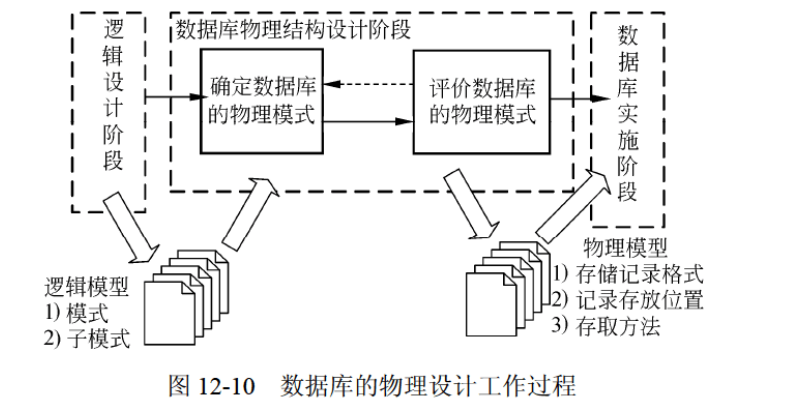 逻辑设计阶段
数据库物理结构设计阶段
确定数据库
的物理模式
评价数据库
的物理模式
数据库实施阶段
逻辑模型
1) 模式
2) 子模式
物理模型
1) 存储记录格式
2) 记录存放位置
3) 存取方法
图 12-10 数据库的物理设计工作过程